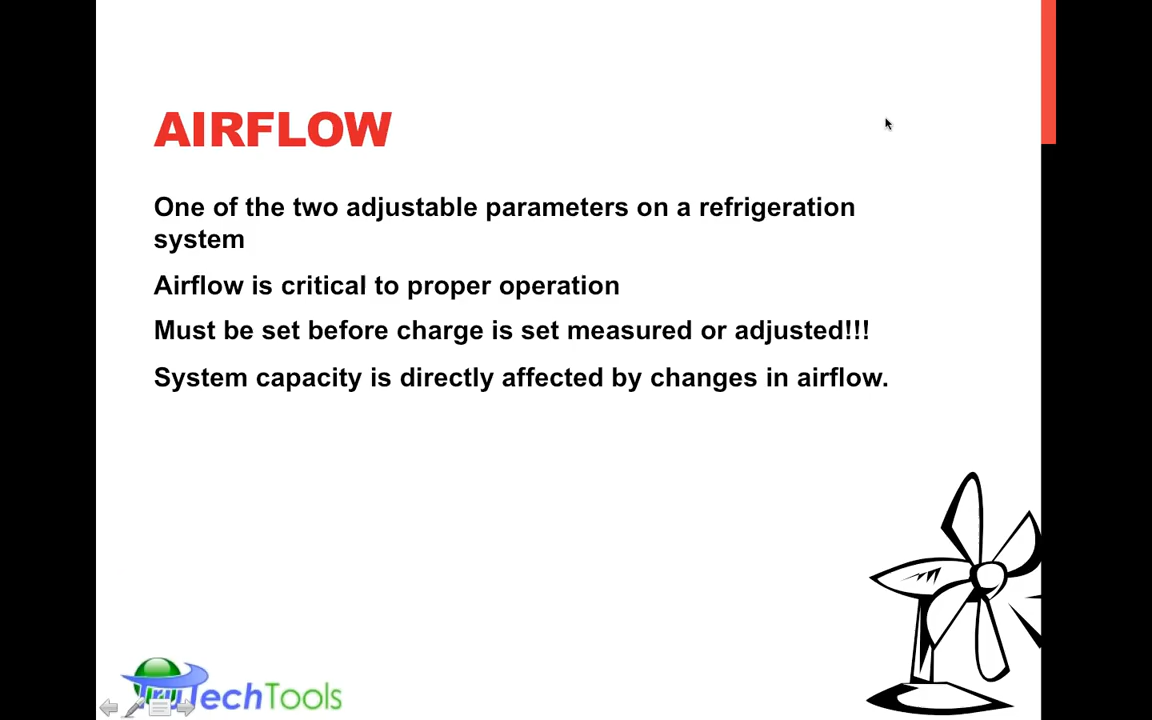 AIRFLOW
One of the two adjustable parameters on a refrigeration
system
Airflow is critical to proper operation
Must be set before charge is set measured or adjusted!!!
System capacity is directly affected by changes in airflow.
TruTechTools